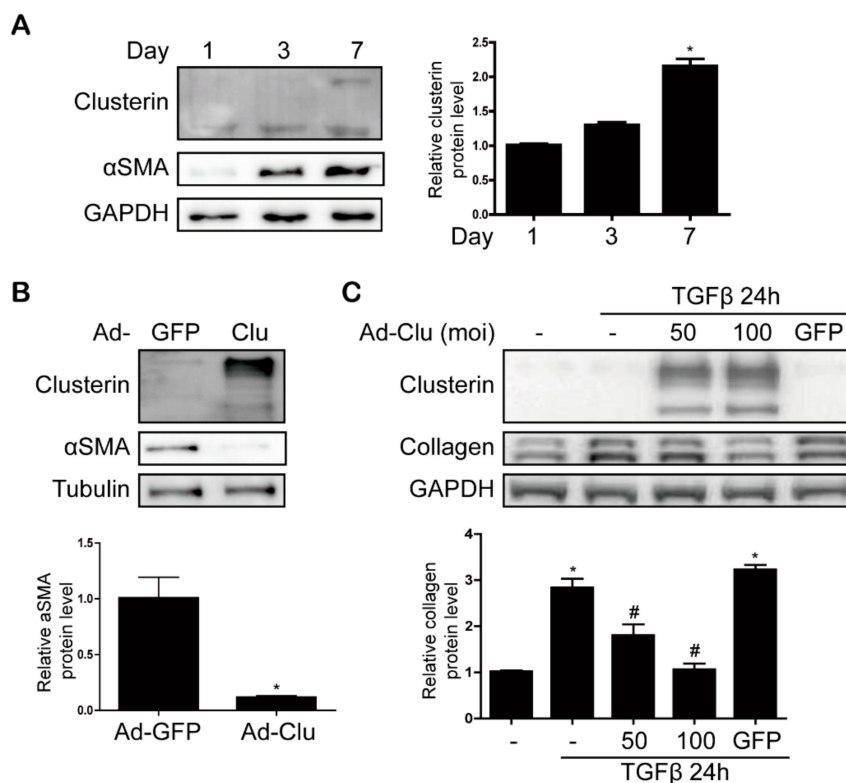 A
Day 1 3 7
Clusterin
αSMA
GAPDH
Relative clusterin
protein level
2.5
2.0
1.5
1.0
0.5
0.0
*
Day 1 3 7
B
Ad- GFP Clu
Clusterin
αSMA
Tubulin
Relative aSMA
protein level
1.5
1.0
0.5
0.0
*
Ad-GFP Ad-Clu
C
TGFβ 24h
Ad-Clu (moi) - - 50 100 GFP
Clusterin
Collagen
GAPDH
Relative collagen
protein level
4
3
2
1
0
* # # *
- - 50 100 GFP
TGFβ 24h